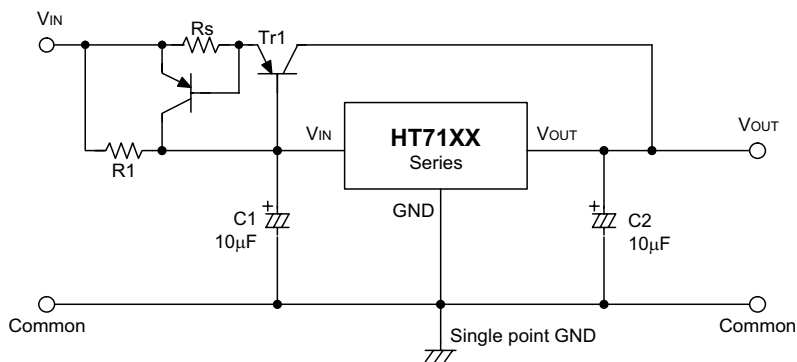 VIN
Rs
Tr1
R1
VIN
HT71XX
Series
VOUT
VOUT
GND
+
C1
10μF
+
C2
10μF
Common
Single point GND
Common